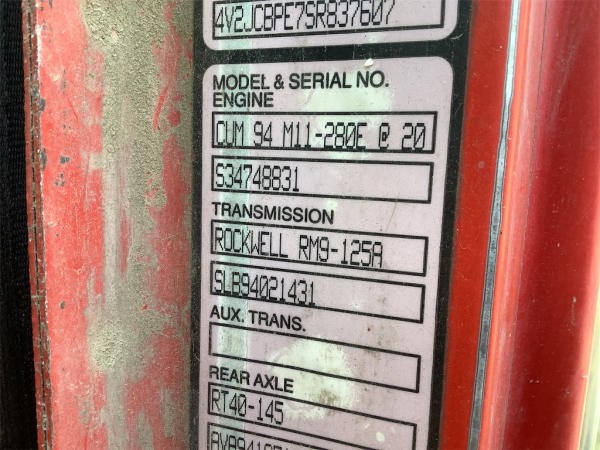 4V2JCBPE7SR837607
MODEL & SERIAL NO.
ENGINE
CUM 94 M11-280E @ 20
S34748831
TRANSMISSION
ROCKWELL RM9-125A
SLB94021431
AUX. TRANS.
REAR AXLE
RT40-145